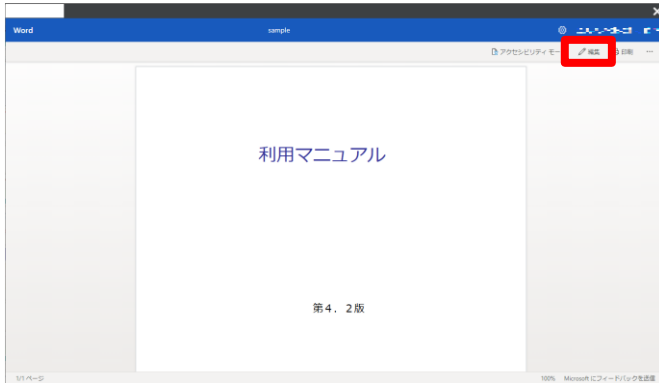 Word
sample
アクセシビリティ モー
編集
印刷
…
利用マニュアル
第4．2版
1/1 ページ
100%
Microsoft にフィードバックを送信